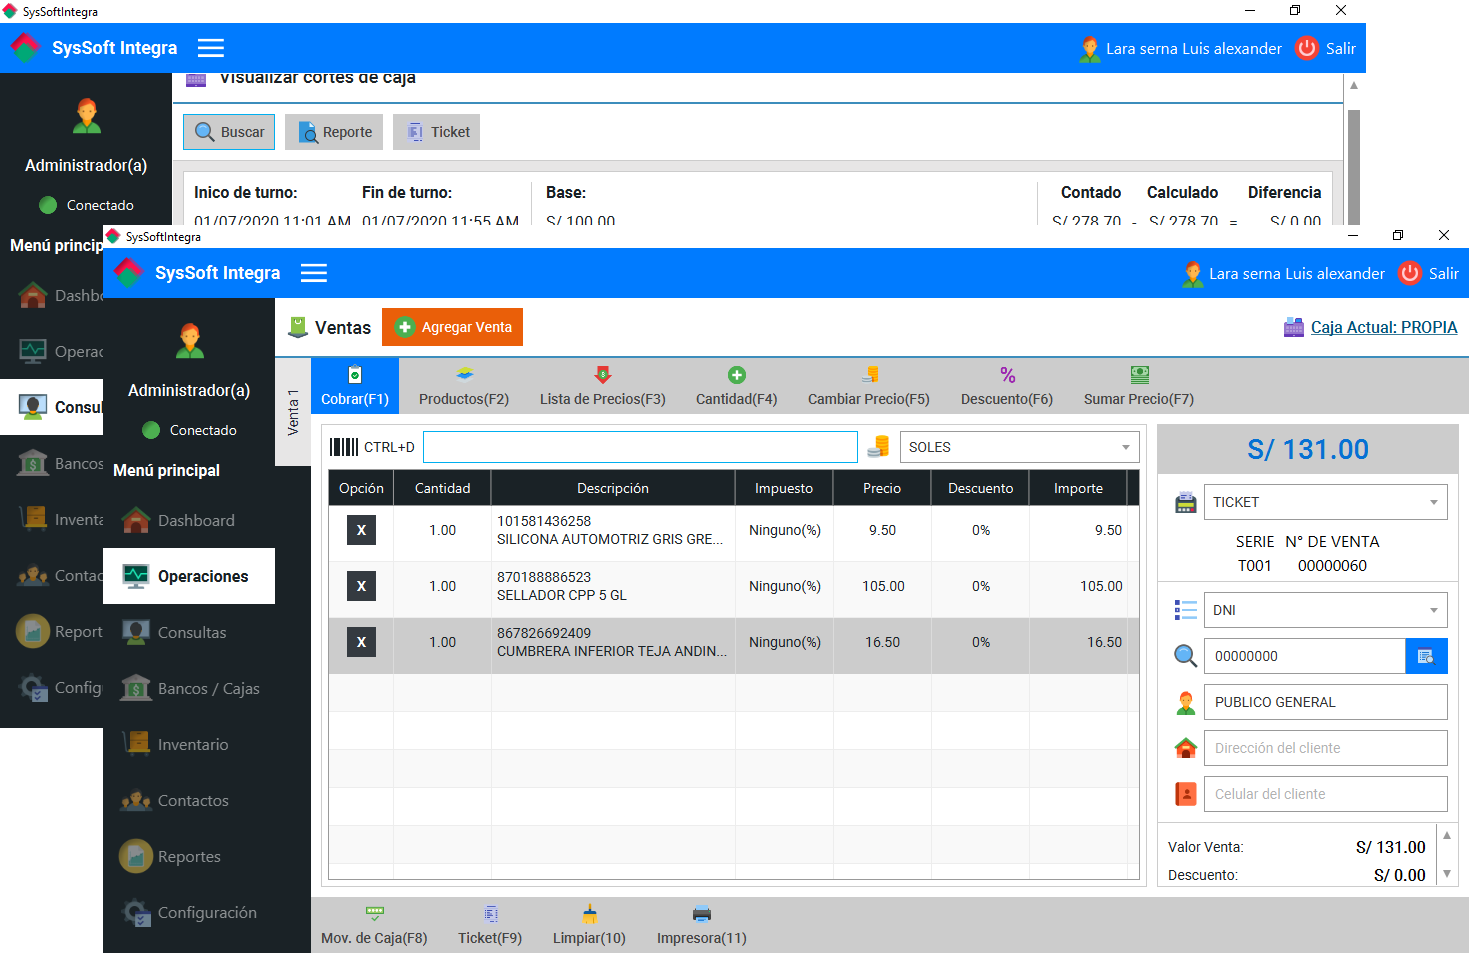 SysSoftIntegra
SysSoft Integra
Lara serna Luis alexander
Salir
Visualizar cortes de caja
Administrador(a)
Conectado
Buscar
Reporte
Ticket
Inico de turno:
Fin de turno:
Base:
Contado
Calculado
Diferencia
01/07/2020 11:01 AM
01/07/2020 11:55 AM
S/ 100.00
S/ 278.70 - S/ 278.70 = S/ 0.00
Menú princip
Dashb
Operac
Consul
Bancos
Inventa
Contac
Report
Config
SysSoftIntegra
SysSoft Integra
Lara serna Luis alexander
Salir
Administrador(a)
Conectado
Menú principal
Dashboard
Operaciones
Consultas
Bancos / Cajas
Inventario
Contactos
Reportes
Configuración
Ventas
Agregar Venta
Caja Actual: PROPIA
Venta 1
Cobrar(F1)
Productos(F2)
Lista de Precios(F3)
Cantidad(F4)
Cambiar Precio(F5)
%
Descuento(F6)
Sumar Precio(F7)
CTRL+D
SOLES
Opción Cantidad Descripción Impuesto Precio Descuento Importe
X 1.00 101581436258 Ninguno(%) 9.50 0% 9.50
SILICONA AUTOMOTRIZ GRIS GRE...
X 1.00 870188886523 Ninguno(%) 105.00 0% 105.00
SELLADOR CPP 5 GL
X 1.00 867826692409 Ninguno(%) 16.50 0% 16.50
CUMBRERA INFERIOR TEJA ANDIN...
S/ 131.00
TICKET
SERIE N° DE VENTA
T001 00000060
DNI
00000000
PUBLICO GENERAL
Dirección del cliente
Celular del cliente
Valor Venta: S/ 131.00
Descuento: S/ 0.00
Mov. de Caja(F8)
Ticket(F9)
Limpiar(10)
Impresora(11)